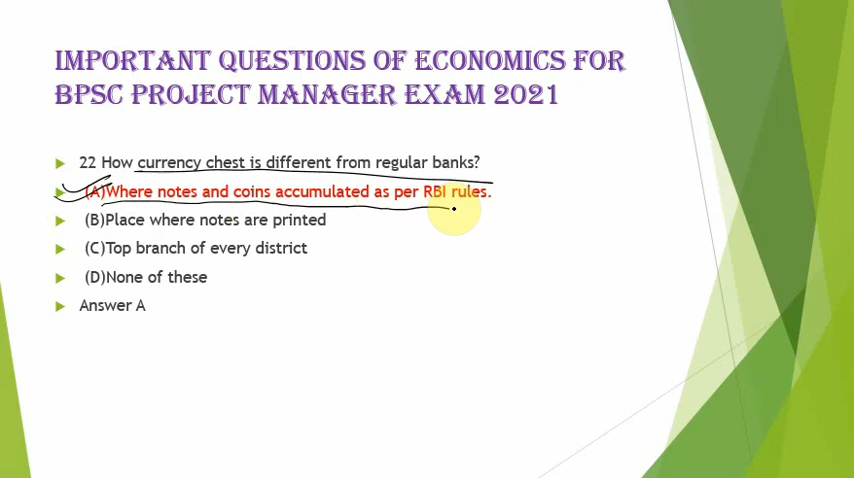 IMPORTANT QUESTIONS OF ECONOMICS FOR
BPSC PROJECT MANAGER EXAM 2021
22 How currency chest is different from regular banks?
(A)Where notes and coins accumulated as per RBI rules.
(B)Place where notes are printed
(C)Top branch of every district
(D)None of these
Answer A